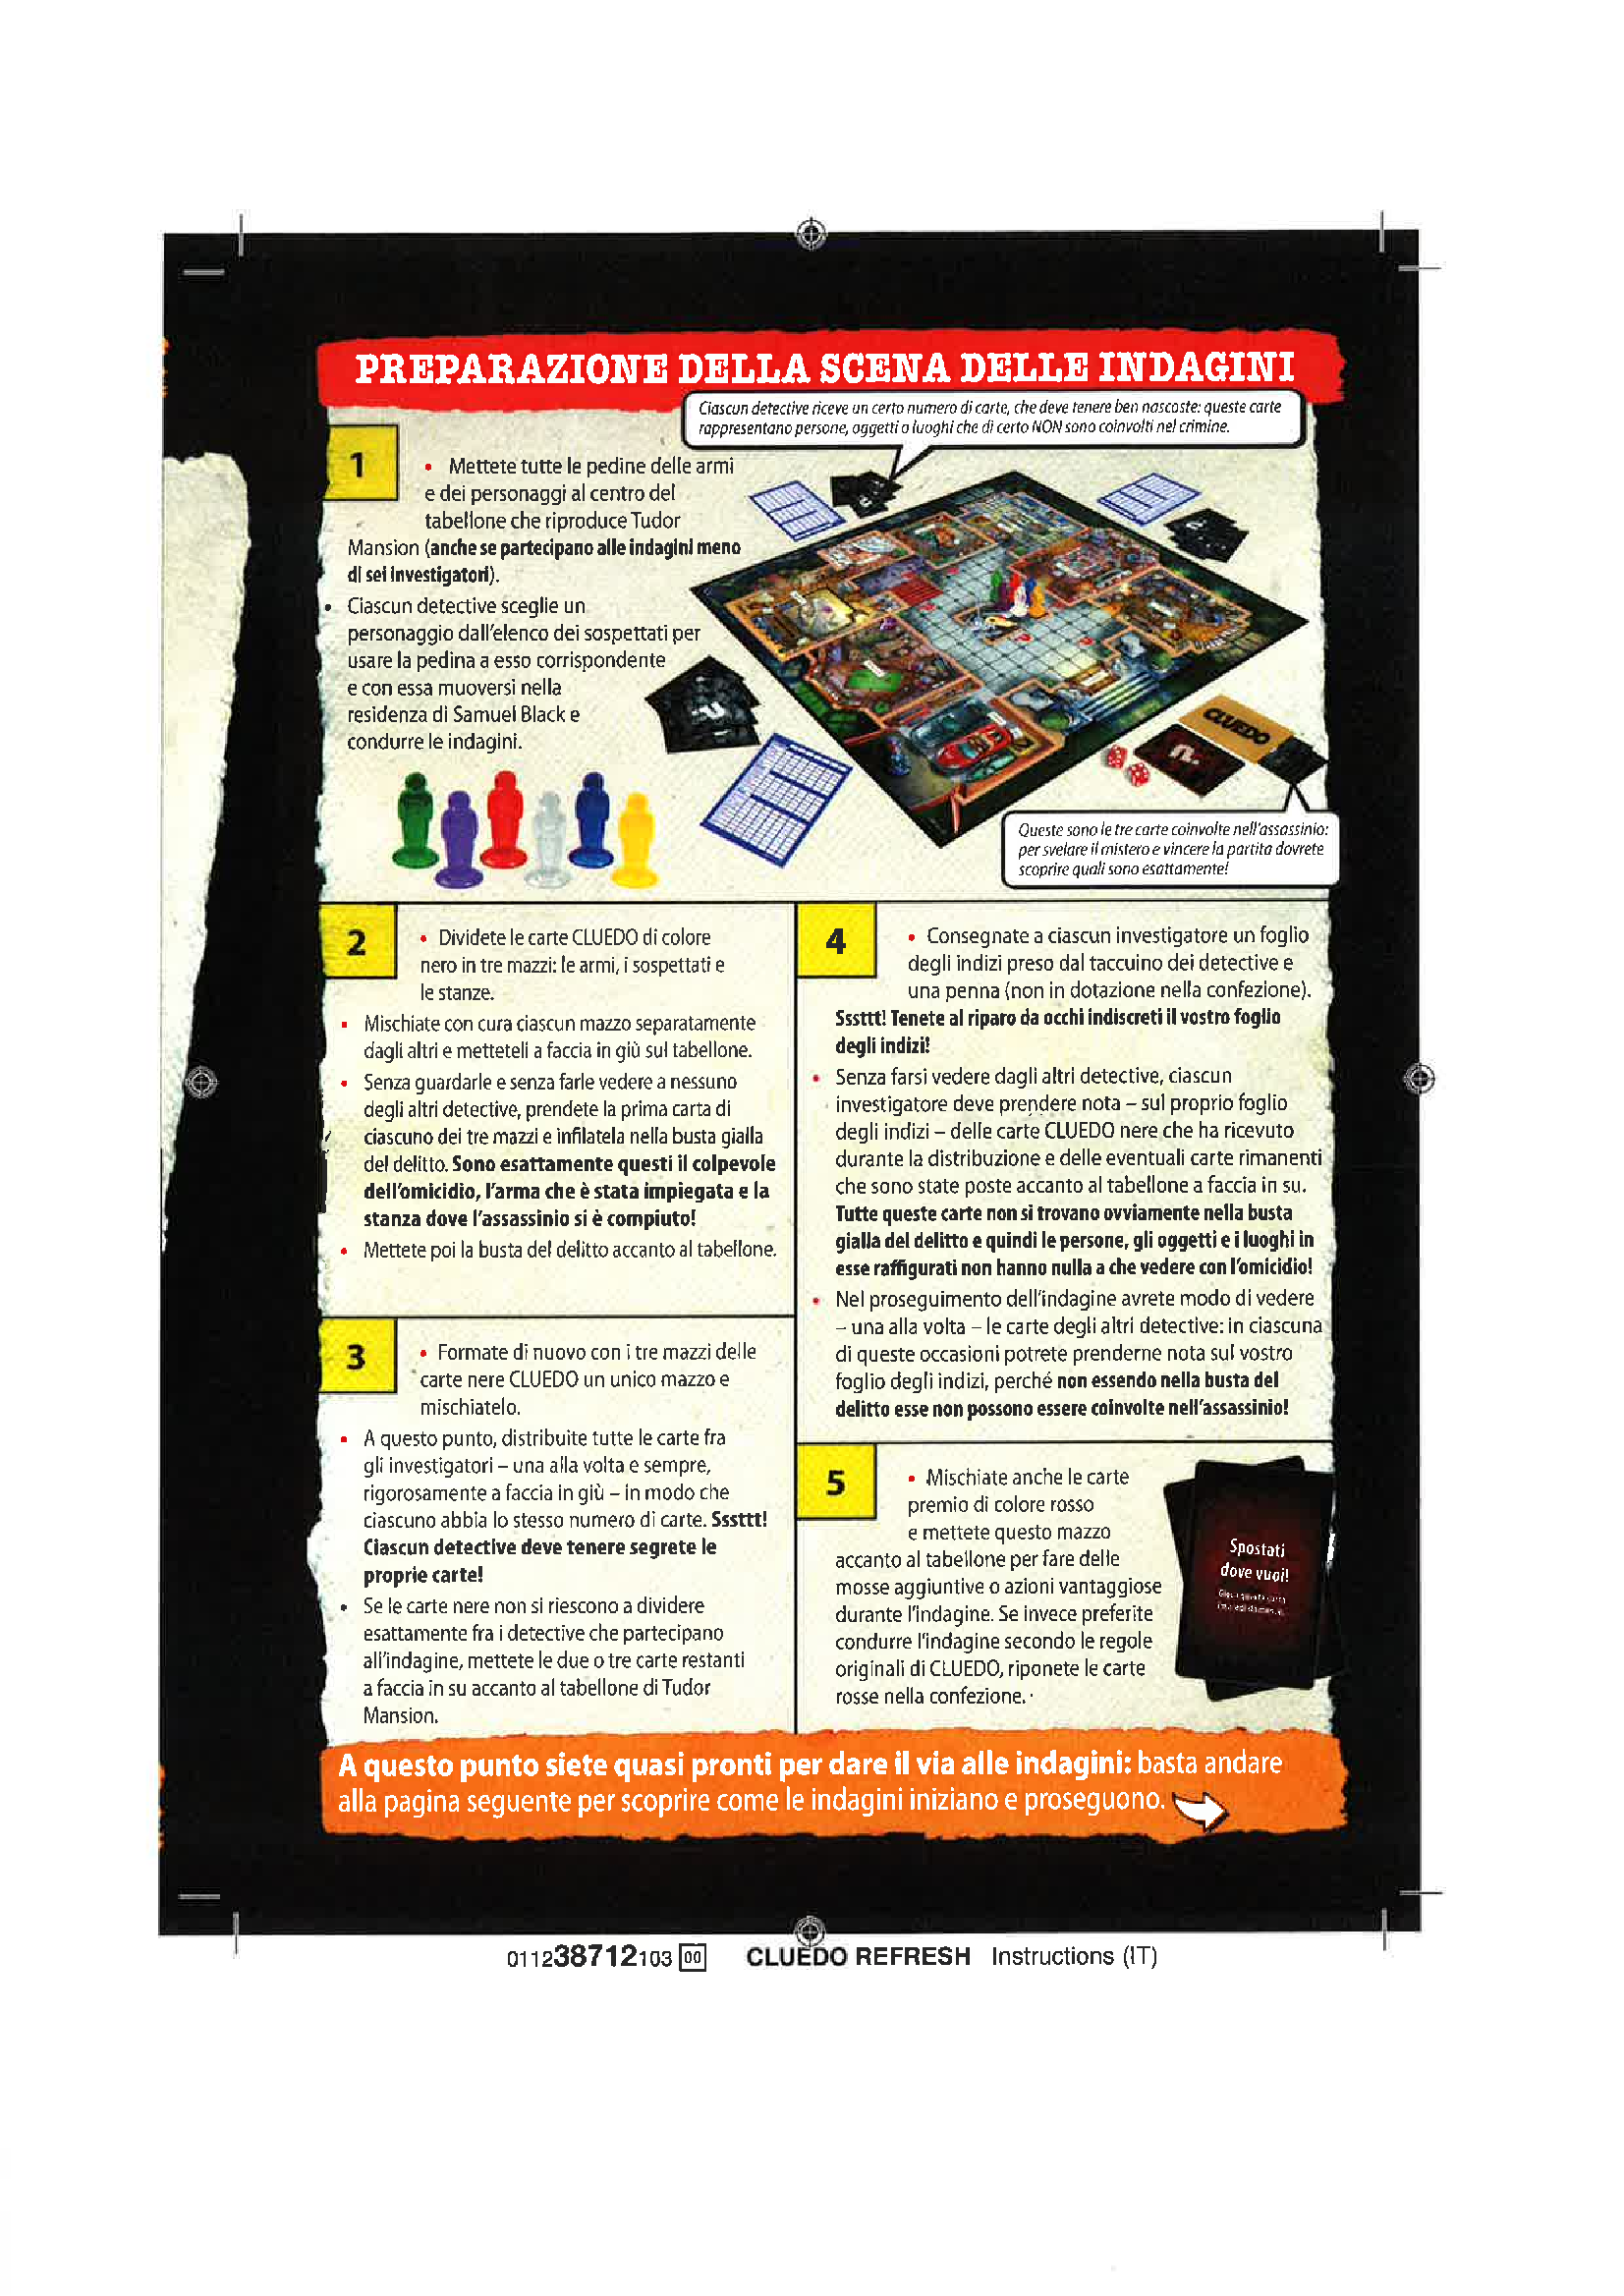 PREPARAZIONE DELLA SCENA DELLE INDAGINI
Ciascun detective riceve un certo numero di carte, che deve tenere ben nascoste: queste carte
rappresentano persone, oggetti o luoghi che di certo NON sono coinvolti nel crimine.
1
• Mettete tutte le pedine delle armi
e dei personaggi al centro del
tabellone che riproduce Tudor
Mansion (anche se partecipano alle indagini meno
di sei investigatori).
• Ciascun detective sceglie un
personaggio dall'elenco dei sospettati per
usare la pedina a esso corrispondente
e con essa muoversi nella
residenza di Samuel Black e
condurre le indagini.
CLUEDO
Queste sono le tre carte coinvolte nell'assassinio:
per svelare il mistero e vincere la partita dovrete
scoprire quali sono esattamente!
2
• Dividete le carte CLUEDO di colore
nero in tre mazzi: le armi, i sospettati e
le stanze.
• Mischiate con cura ciascun mazzo separatamente
dagli altri e metteteli a faccia in giù sul tabellone.
• Senza guardarle e senza farle vedere a nessuno
degli altri detective, prendete la prima carta di
ciascuno dei tre mazzi e infilatela nella busta gialla
del delitto. Sono esattamente questi il colpevole
dell'omicidio, l'arma che è stata impiegata e la
stanza dove l'assassinio si è compiuto!
• Mettete poi la busta del delitto accanto al tabellone.
3
• Formate di nuovo con i tre mazzi delle
carte nere CLUEDO un unico mazzo e
mischiatelo.
• A questo punto, distribuite tutte le carte fra
gli investigatori – una alla volta e sempre,
rigorosamente a faccia in giù – in modo che
ciascuno abbia lo stesso numero di carte. Sssttt!
Ciascun detective deve tenere segrete le
proprie carte!
• Se le carte nere non si riescono a dividere
esattamente fra i detective che partecipano
all'indagine, mettete le due o tre carte restanti
a faccia in su accanto al tabellone di Tudor
Mansion.
4
• Consegnate a ciascun investigatore un foglio
degli indizi preso dal taccuino dei detective e
una penna (non in dotazione nella confezione).
Sssttt! Tenete al riparo da occhi indiscreti il vostro foglio
degli indizi!
• Senza farsi vedere dagli altri detective, ciascun
investigatore deve prendere nota – sul proprio foglio
degli indizi – delle carte CLUEDO nere che ha ricevuto
durante la distribuzione e delle eventuali carte rimanenti
che sono state poste accanto al tabellone a faccia in su.
Tutte queste carte non si trovano ovviamente nella busta
gialla del delitto e quindi le persone, gli oggetti e i luoghi in
esse raffigurati non hanno nulla a che vedere con l'omicidio!
• Nel proseguimento dell'indagine avrete modo di vedere
– una alla volta – le carte degli altri detective: in ciascuna
di queste occasioni potrete prenderne nota sul vostro
foglio degli indizi, perché non essendo nella busta del
delitto esse non possono essere coinvolte nell'assassinio!
5
• Mischiate anche le carte
premio di colore rosso
e mettete questo mazzo
accanto al tabellone per fare delle
mosse aggiuntive o azioni vantaggiose
durante l'indagine. Se invece preferite
condurre l'indagine secondo le regole
originali di CLUEDO, riponete le carte
rosse nella confezione.
Spostati
dove vuoi!
A questo punto siete quasi pronti per dare il via alle indagini: basta andare
alla pagina seguente per scoprire come le indagini iniziano e proseguono.
011238712103 00 CLUEDO REFRESH Instructions (IT)